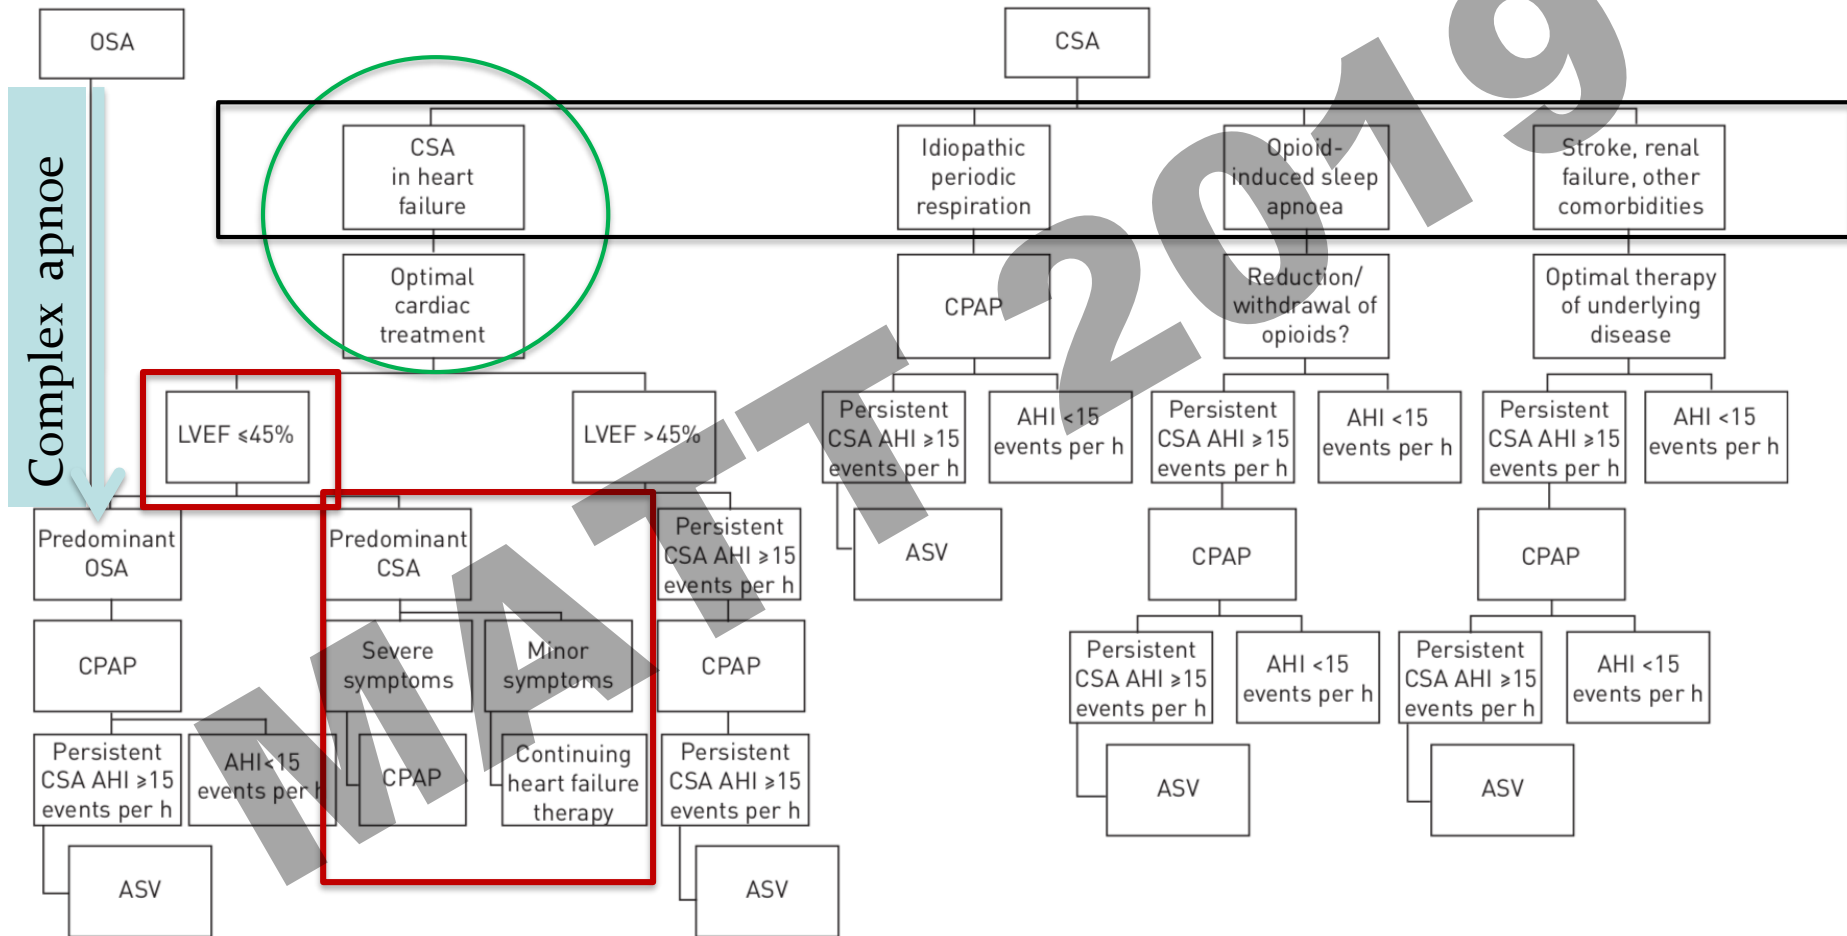 OSA
CSA
Complex apnoe
CSA
in heart
failure
Idiopathic
periodic
respiration
Opioid-
induced sleep
apnoea
Stroke, renal
failure, other
comorbidities
Optimal
cardiac
treatment
CPAP
Reduction/
withdrawal of
opioids?
Optimal therapy
of underlying
disease
LVEF ⩽45%
LVEF >45%
Persistent
CSA AHI ⩾15
events per h
AHI <15
events per h
Persistent
CSA AHI ⩾15
events per h
AHI <15
events per h
Persistent
CSA AHI ⩾15
events per h
AHI <15
events per h
Predominant
OSA
Predominant
CSA
Persistent
CSA AHI ⩾15
events per h
ASV
CPAP
CPAP
CPAP
Severe
symptoms
Minor
symptoms
CPAP
Persistent
CSA AHI ⩾15
events per h
AHI <15
events per h
Persistent
CSA AHI ⩾15
events per h
AHI <15
events per h
Persistent
CSA AHI ⩾15
events per h
AHI<15
events per h
CPAP
Continuing
heart failure
therapy
Persistent
CSA AHI ⩾15
events per h
ASV
ASV
ASV
ASV
MATT 2019